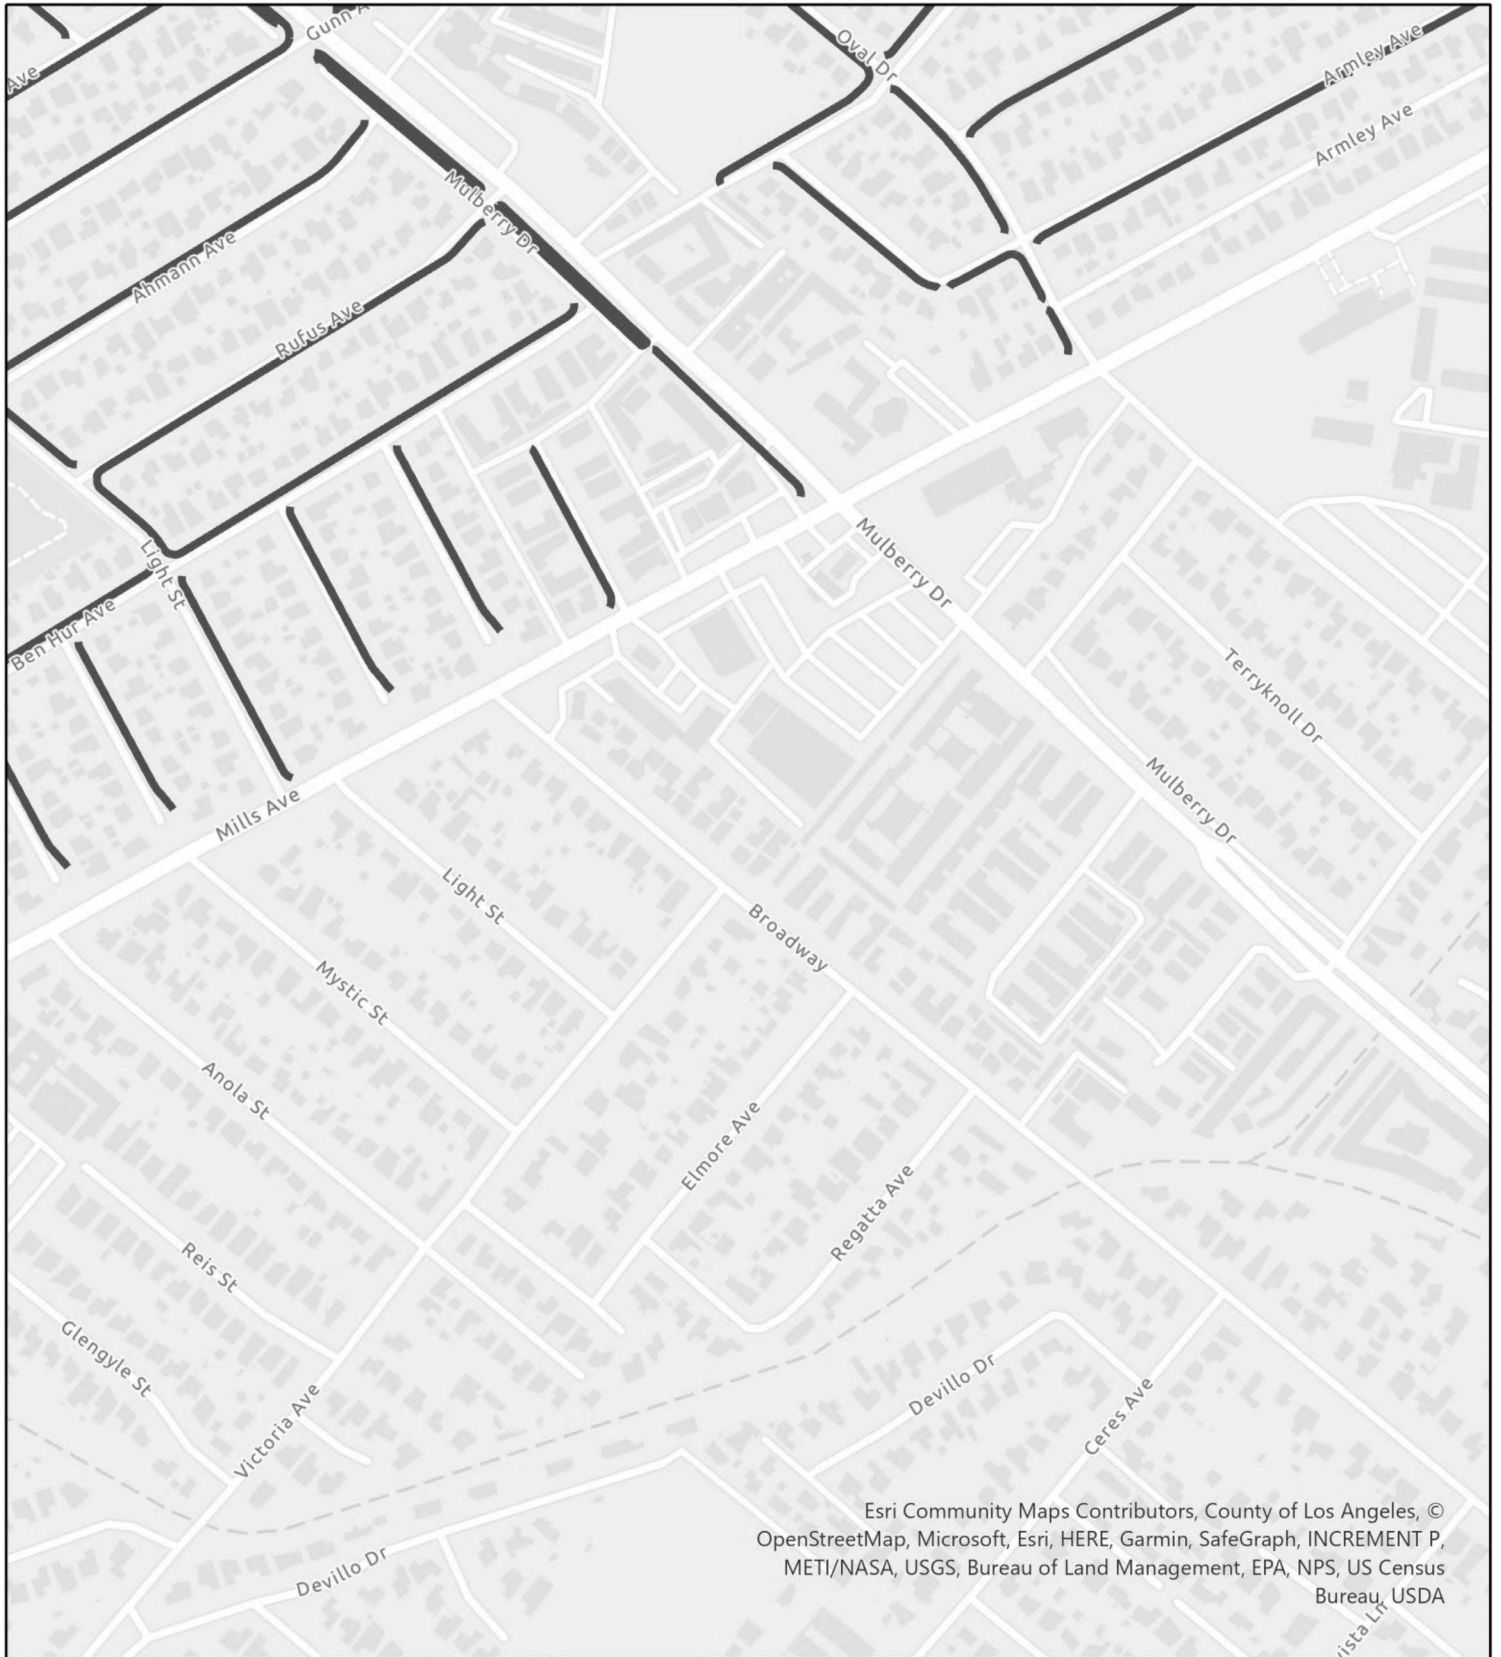 Gunn A
Oval Dr
Armley Ave
Ave
Armley Ave
Mulberry Dr
Ahmann Ave
Rufus Ave
Mulberry Dr
Light St
Ben Hur Ave
Terryknoll Dr
Mulberry Dr
Mills Ave
Light St
Broadway
Mystic St
Anola St
Elmore Ave
Regatta Ave
Reis St
Glengyle St
Devillo Dr
Victoria Ave
Ceres Ave
Devillo Dr
Esri Community Maps Contributors, County of Los Angeles, ©
OpenStreetMap, Microsoft, Esri, HERE, Garmin, SafeGraph, INCREMENT P,
METI/NASA, USGS, Bureau of Land Management, EPA, NPS, US Census
Bureau, USDA
vista Ln